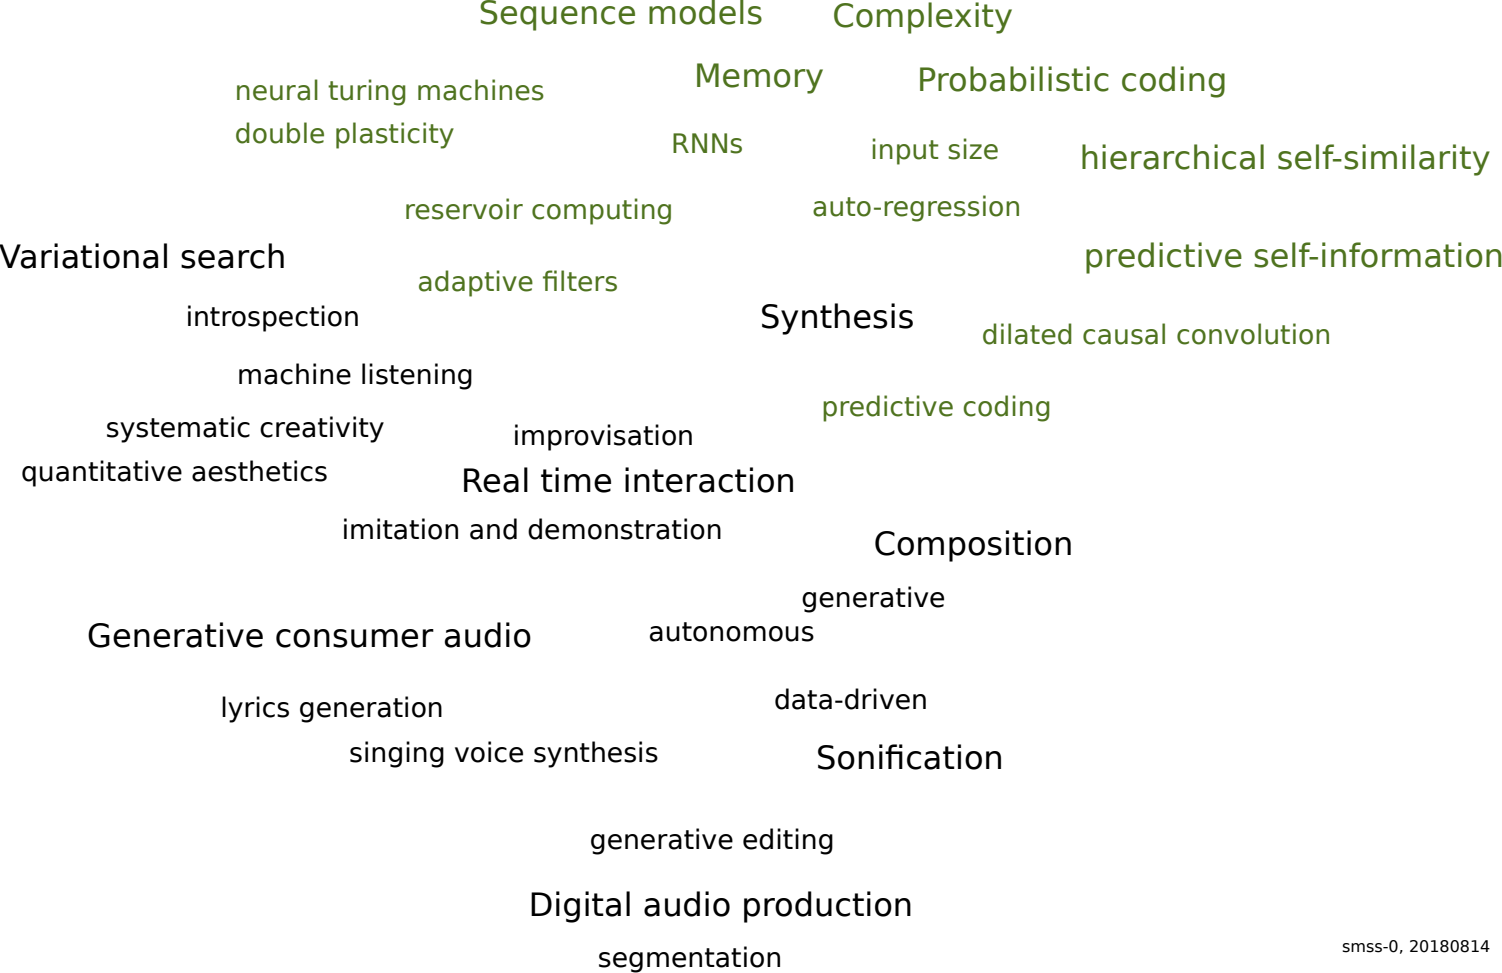 Sequence models
Complexity
Memory
Probabilistic coding
neural turing machines
double plasticity
RNNs
input size
hierarchical self-similarity
reservoir computing
auto-regression
Variational search
predictive self-information
adaptive filters
introspection
Synthesis
dilated causal convolution
machine listening
predictive coding
systematic creativity
improvisation
quantitative aesthetics
Real time interaction
imitation and demonstration
Composition
generative
Generative consumer audio
autonomous
lyrics generation
data-driven
singing voice synthesis
Sonification
generative editing
Digital audio production
segmentation
smss-0, 20180814